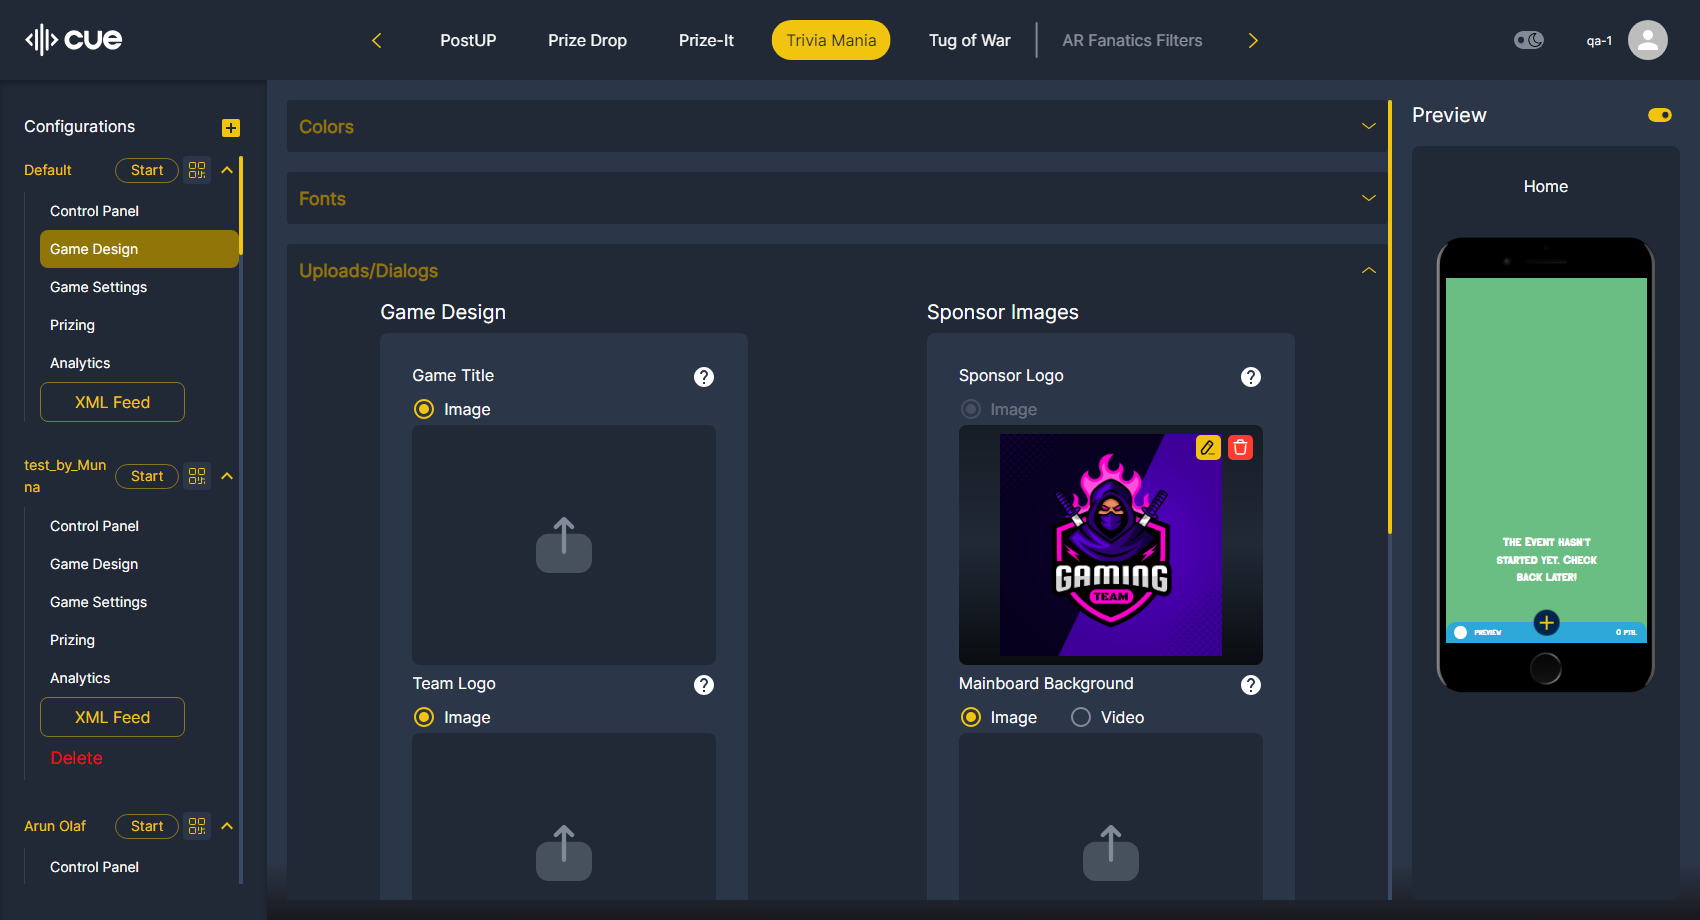 cue
PostUP
Prize Drop
Prize-It
Trivia Mania
Tug of War
AR Fanatics Filters
qa-1
Configurations
Default
Start
Control Panel
Game Design
Game Settings
Prizing
Analytics
XML Feed
test_by_Mun
na
Start
Control Panel
Game Design
Game Settings
Prizing
Analytics
XML Feed
Delete
Arun Olaf
Start
Control Panel
Colors
Fonts
Uploads/Dialogs
Game Design
Game Title
?
Image
Team Logo
?
Image
Sponsor Images
Sponsor Logo
?
Image
GAMING
TEAM
Mainboard Background
?
Image
Video
Preview
Home
The Event hasn't
started yet. Check
back later!
PREVIEW
0 PTS.